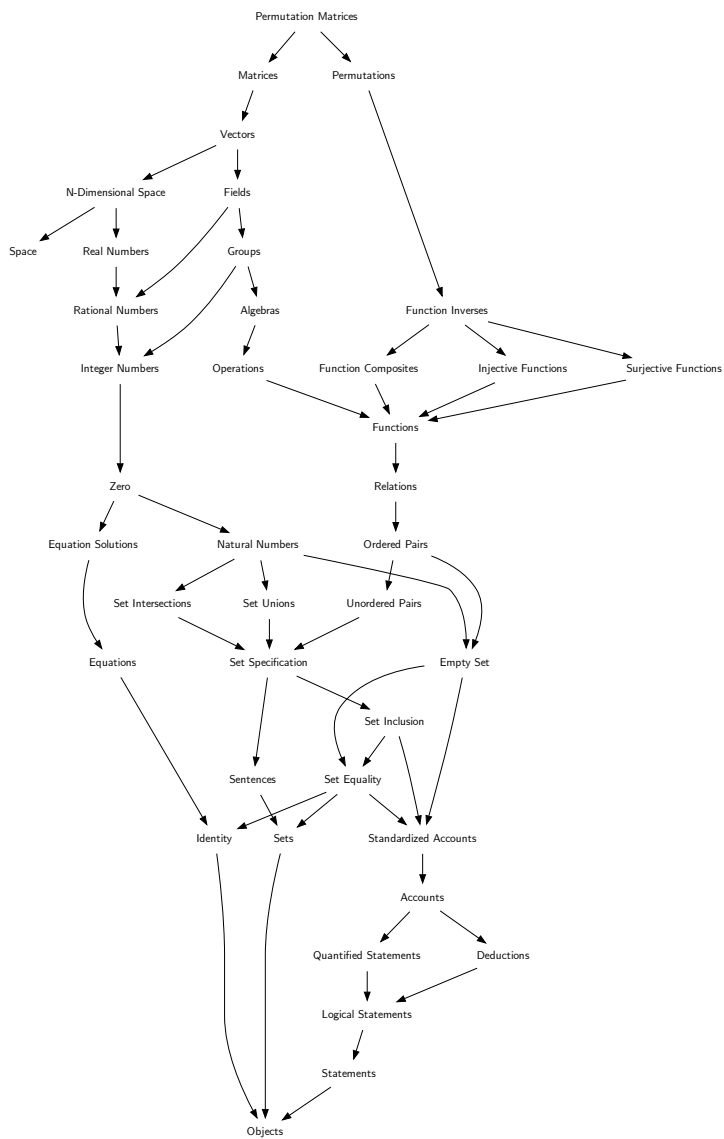 Permutation Matrices
Matrices
Permutations
Vectors
N-Dimensional Space
Fields
Space
Real Numbers
Groups
Rational Numbers
Algebras
Function Inverses
Integer Numbers
Operations
Function Composites
Injective Functions
Surjective Functions
Functions
Zero
Relations
Equation Solutions
Natural Numbers
Ordered Pairs
Set Intersections
Set Unions
Unordered Pairs
Equations
Set Specification
Empty Set
Set Inclusion
Sentences
Set Equality
Identity
Sets
Standardized Accounts
Accounts
Quantified Statements
Deductions
Logical Statements
Statements
Objects